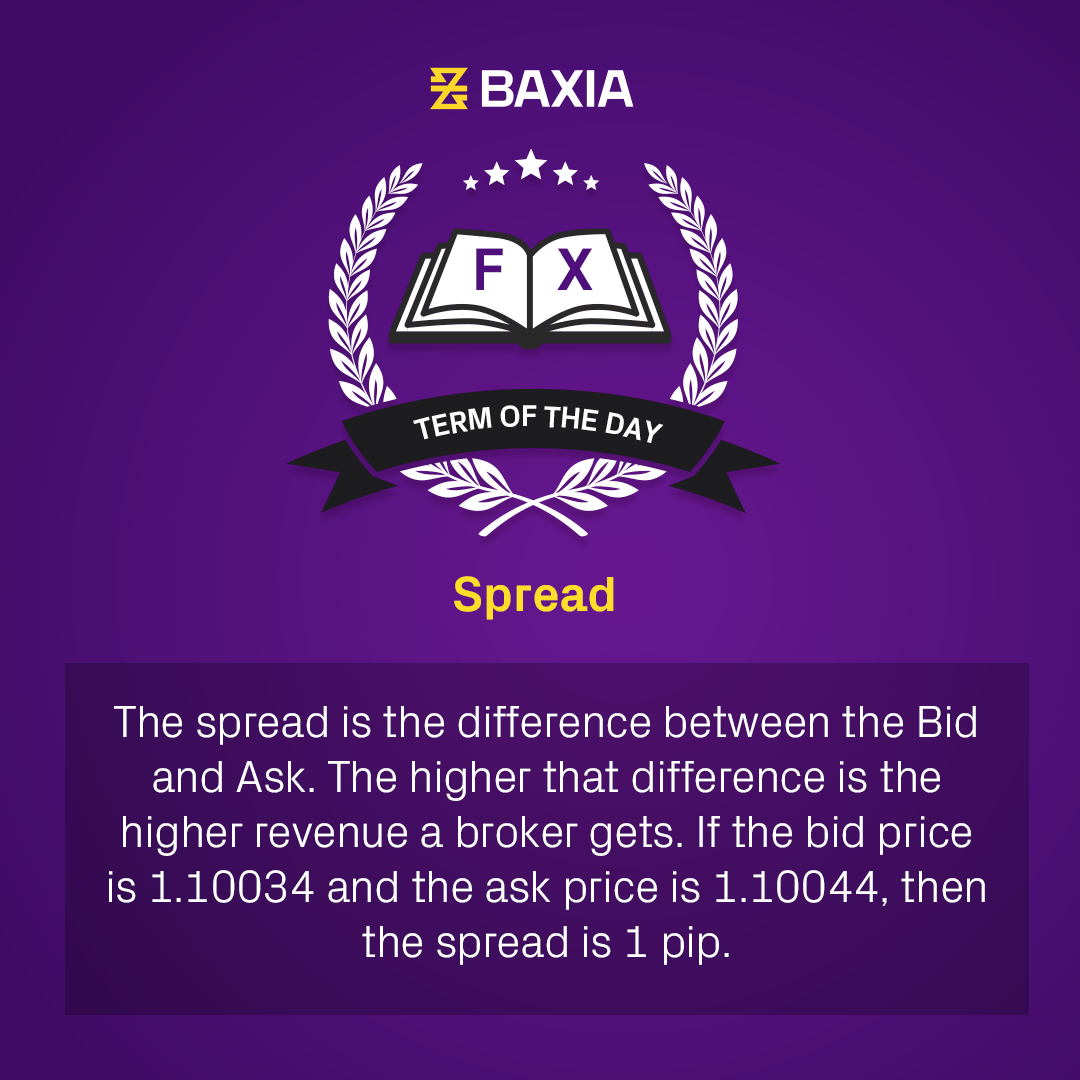 BAXIA
F X
TERM OF THE DAY
Spread
The spread is the difference between the Bid
and Ask. The higher that difference is the
higher revenue a broker gets. If the bid price
is 1.10034 and the ask price is 1.10044, then
the spread is 1 pip.